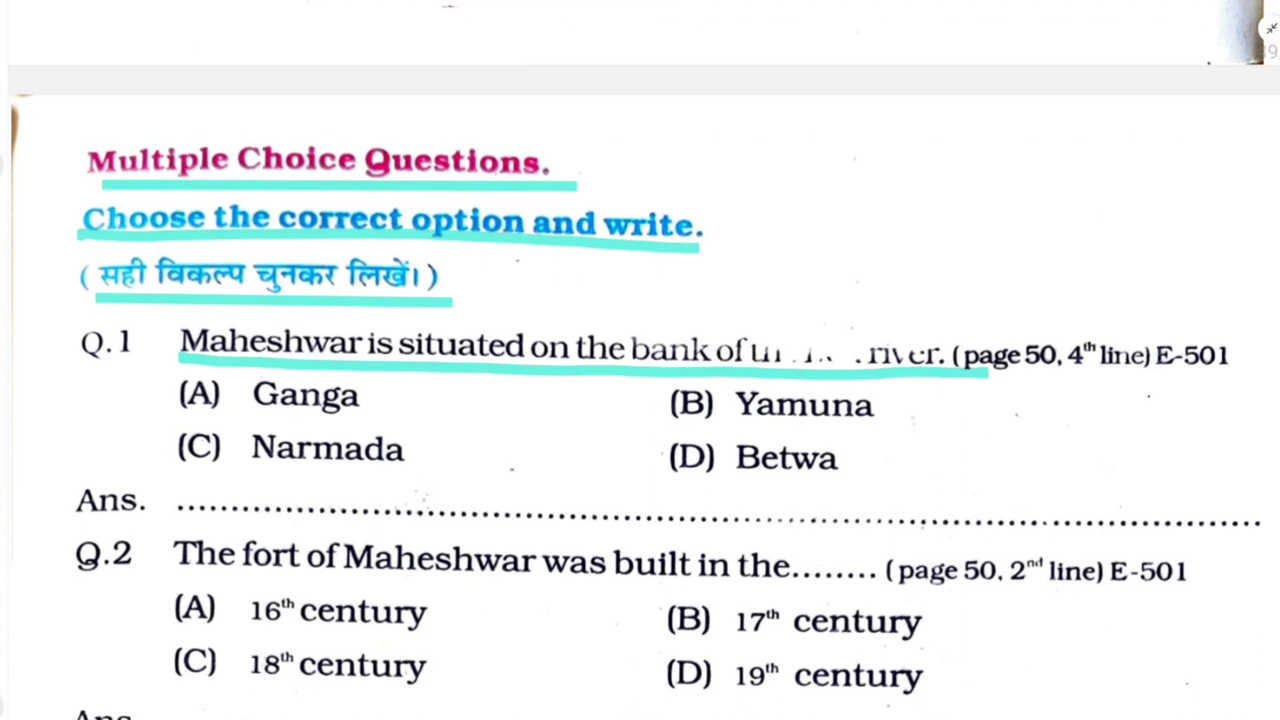 Multiple Choice Questions.
Choose the correct option and write.
( सही विकल्प चुनकर लिखें। )
Q.1 Maheshwar is situated on the bank of river. (page 50, 4th line) E-501
(A) Ganga (B) Yamuna
(C) Narmada (D) Betwa
Ans. ........................................................................
Q.2 The fort of Maheshwar was built in the........ (page 50, 2nd line) E-501
(A) 16th century (B) 17th century
(C) 18th century (D) 19th century
Ans